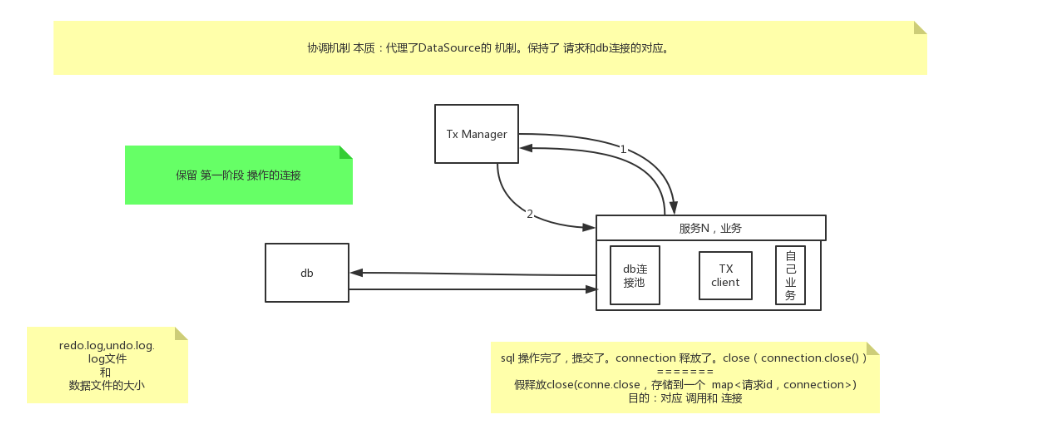 协调机制 本质：代理了DataSource的 机制。保持了 请求和db连接的对应。
Tx Manager
1
保留 第一阶段 操作的连接
2
服务N，业务
db
db连
接池
TX
client
自
己
业
务
redo.log,undo.log.
log文件
和
数据文件的大小
sql 操作完了，提交了。connection 释放了。close（connection.close()）
=======
假释放close(conne.close，存储到一个 map<请求id，connection>)
目的：对应 调用和 连接